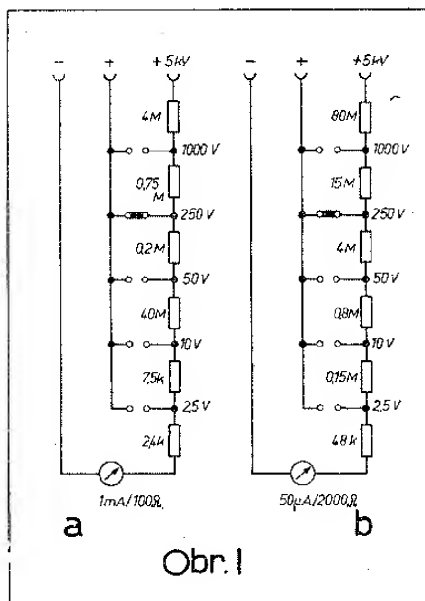 − + +5kV
4M
1000 V
0,75
M
250 V
0,2M
50 V
40M
10 V
7,5k
2,5 V
2,4k
1mA/100Ω
a
− + +5kV
80M
1000 V
15M
250 V
4M
50 V
0,8M
10 V
0,15M
2,5 V
48k
50µA/2000Ω
b
Obr.1